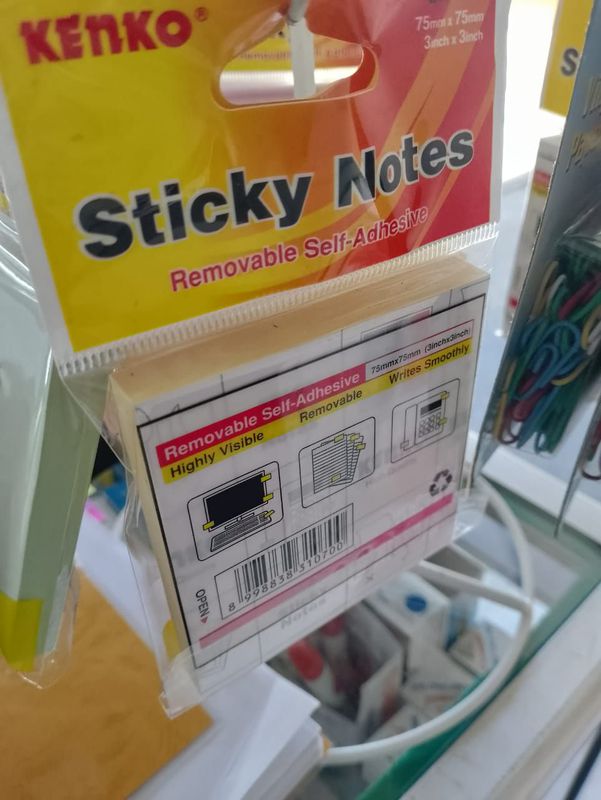 KENKO®
75mm x 75mm
3inch x 3inch
Sticky Notes
Removable Self-Adhesive
Removable Self-Adhesive
75mmx75mm (3inchx3inch)
Highly Visible
Removable
Writes Smoothly
OPEN
8 998838 310700
Notes